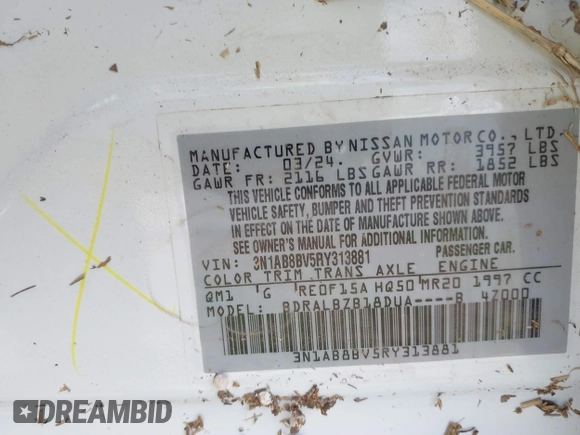 MANUFACTURED BY NISSAN MOTOR CO., LTD.
DATE: 03/24. GVWR: 3957 LBS
GAWR FR: 2116 LBS GAWR RR: 1852 LBS
THIS VEHICLE CONFORMS TO ALL APPLICABLE FEDERAL MOTOR
VEHICLE SAFETY, BUMPER AND THEFT PREVENTION STANDARDS
IN EFFECT ON THE DATE OF MANUFACTURE SHOWN ABOVE.
SEE OWNER'S MANUAL FOR INFORMATION.
VIN: 3N1AB8BV5RY313881 PASSENGER CAR.
COLOR TRIM TRANS AXLE ENGINE
QM1 'G 'RE0F15A HQ50 MR20 1997 CC
MODEL: BDRALBZB18DUA----B 4Z000
3N1AB8BV5RY313881
DREAMBID